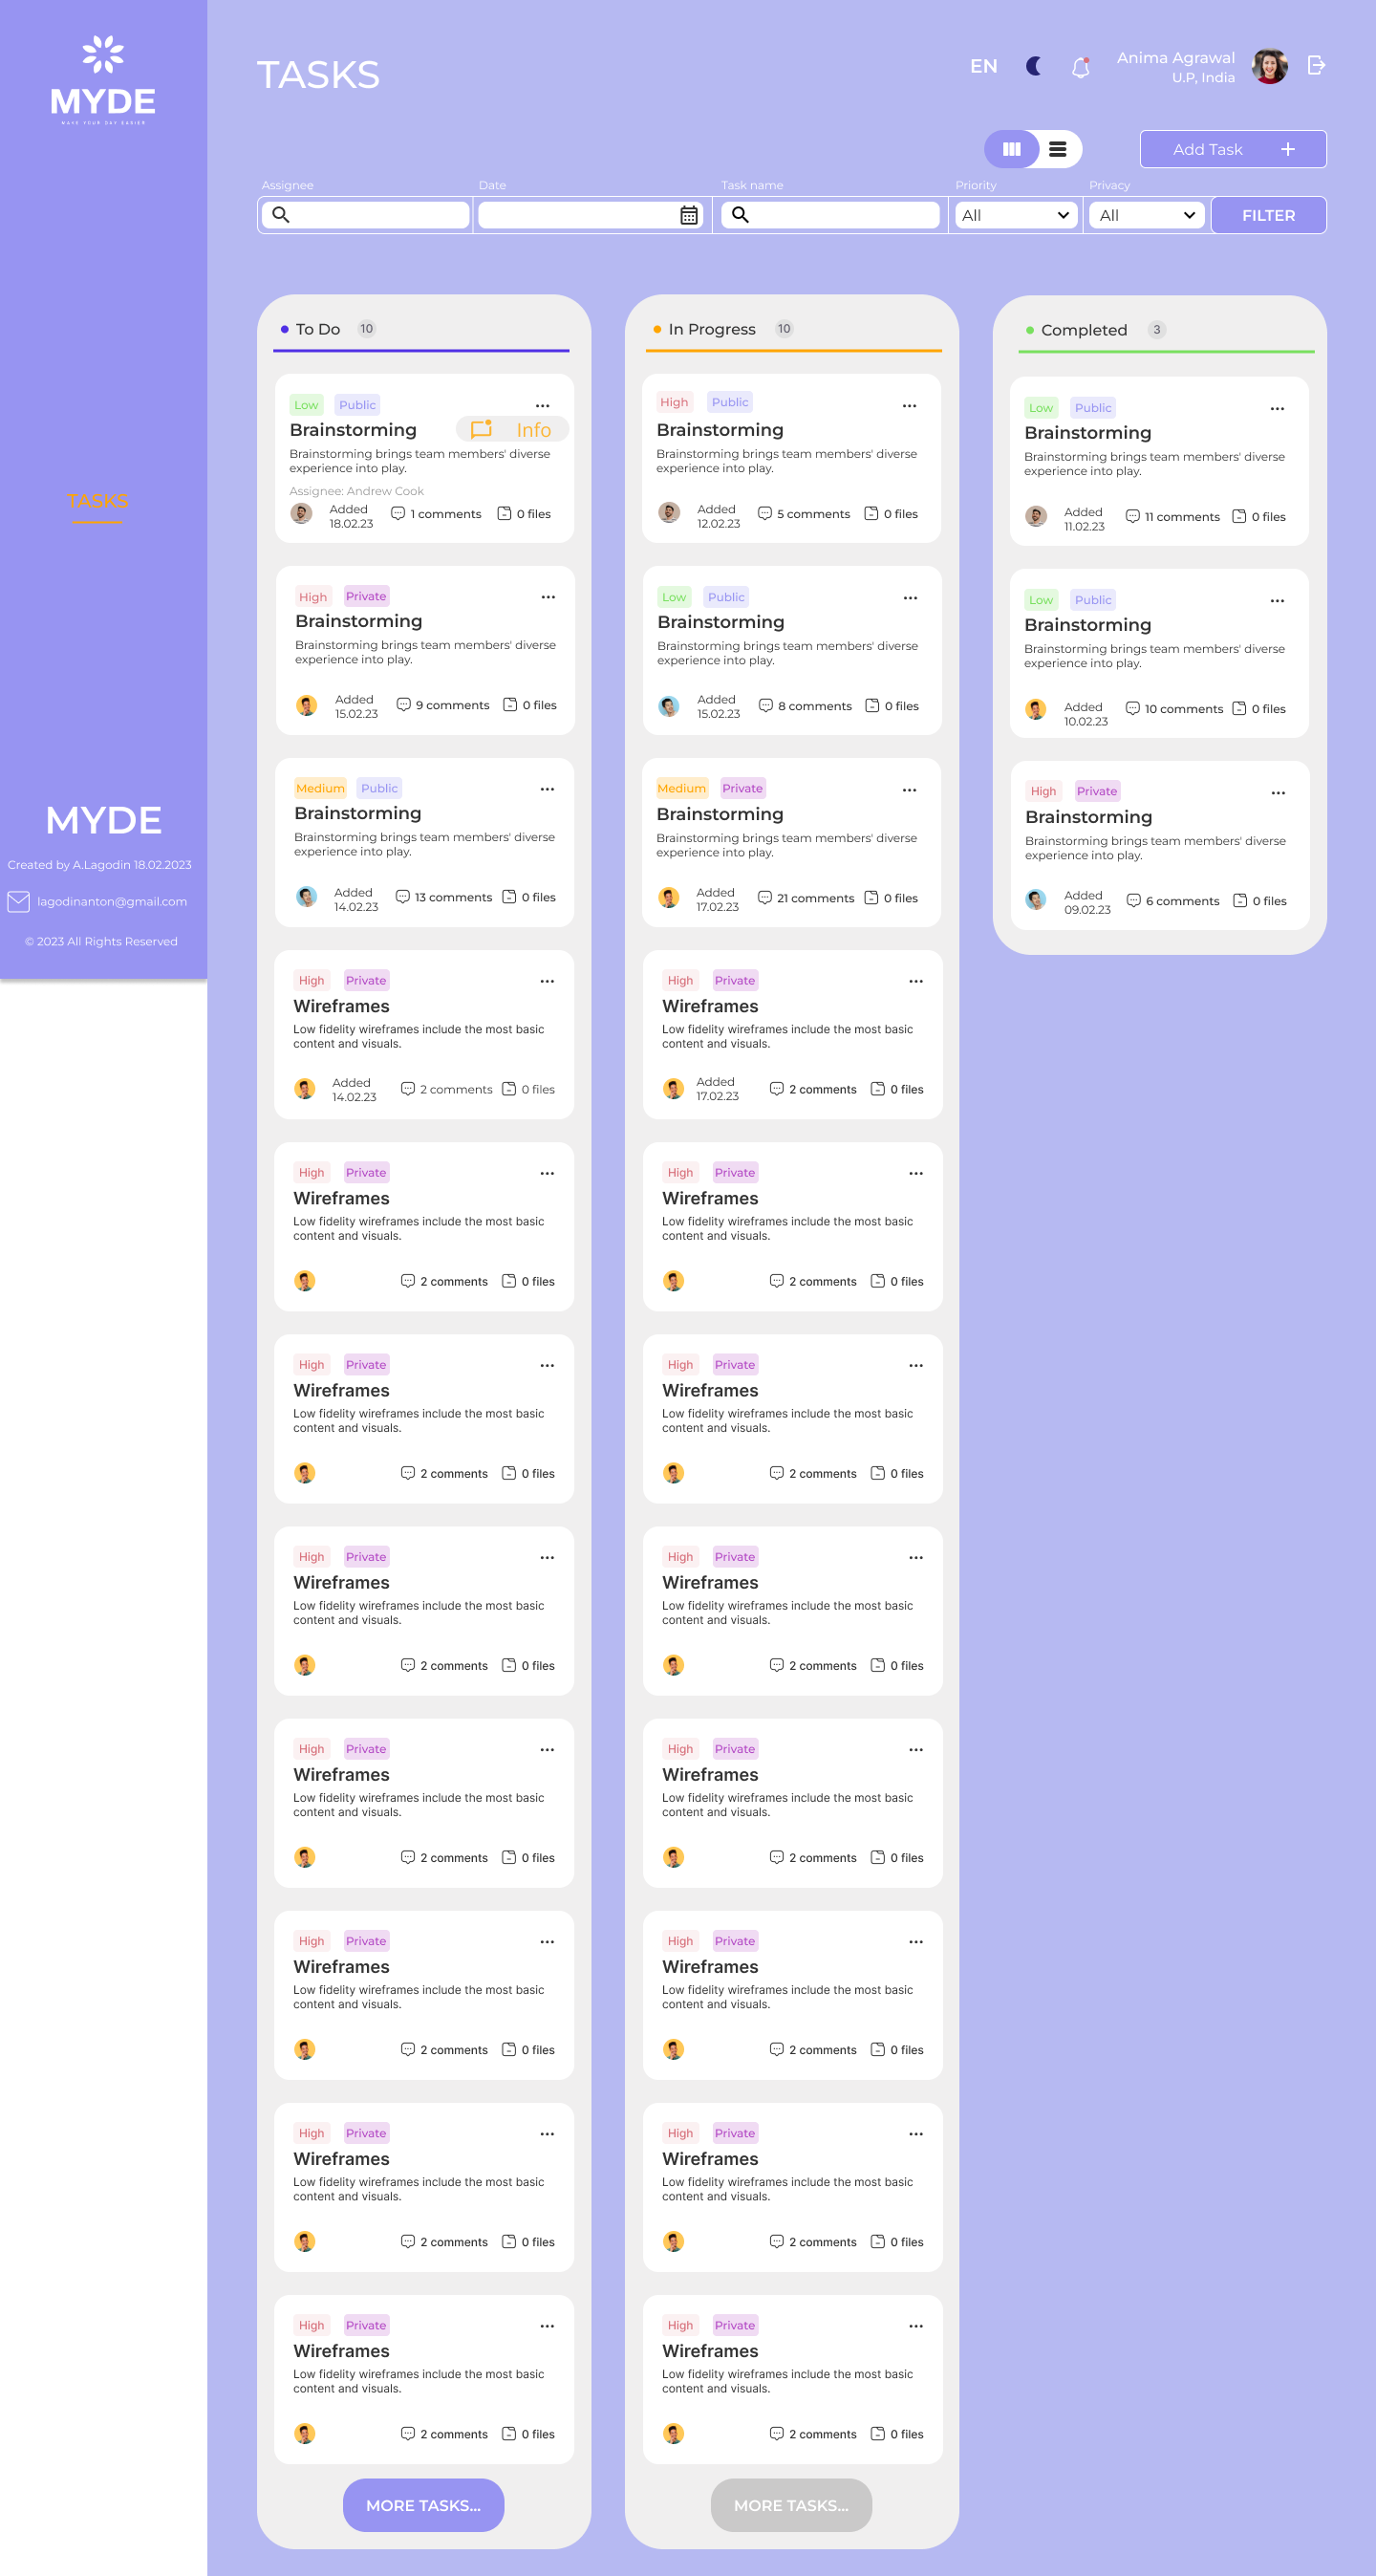 MYDE
MAKE YOUR DAY EASIER
TASKS
MYDE
Created by A.Lagodin 18.02.2023
lagodinanton@gmail.com
© 2023 All Rights Reserved
TASKS
EN
Anima Agrawal
U.P, India
Add Task
Assignee
Date
Task name
Priority
Privacy
All
All
FILTER
To Do 10
Low Public
Info
Brainstorming
Brainstorming brings team members' diverse
experience into play.
Assignee: Andrew Cook
Added
18.02.23
1 comments 0 files
High Private
Brainstorming
Brainstorming brings team members' diverse
experience into play.
Added
15.02.23
9 comments 0 files
Medium Public
Brainstorming
Brainstorming brings team members' diverse
experience into play.
Added
14.02.23
13 comments 0 files
High Private
Wireframes
Low fidelity wireframes include the most basic
content and visuals.
Added
14.02.23
2 comments 0 files
High Private
Wireframes
Low fidelity wireframes include the most basic
content and visuals.
2 comments 0 files
High Private
Wireframes
Low fidelity wireframes include the most basic
content and visuals.
2 comments 0 files
High Private
Wireframes
Low fidelity wireframes include the most basic
content and visuals.
2 comments 0 files
High Private
Wireframes
Low fidelity wireframes include the most basic
content and visuals.
2 comments 0 files
High Private
Wireframes
Low fidelity wireframes include the most basic
content and visuals.
2 comments 0 files
High Private
Wireframes
Low fidelity wireframes include the most basic
content and visuals.
2 comments 0 files
High Private
Wireframes
Low fidelity wireframes include the most basic
content and visuals.
2 comments 0 files
MORE TASKS...
In Progress 10
High Public
Brainstorming
Brainstorming brings team members' diverse
experience into play.
Added
12.02.23
5 comments 0 files
Low Public
Brainstorming
Brainstorming brings team members' diverse
experience into play.
Added
15.02.23
8 comments 0 files
Medium Private
Brainstorming
Brainstorming brings team members' diverse
experience into play.
Added
17.02.23
21 comments 0 files
High Private
Wireframes
Low fidelity wireframes include the most basic
content and visuals.
Added
17.02.23
2 comments 0 files
High Private
Wireframes
Low fidelity wireframes include the most basic
content and visuals.
2 comments 0 files
High Private
Wireframes
Low fidelity wireframes include the most basic
content and visuals.
2 comments 0 files
High Private
Wireframes
Low fidelity wireframes include the most basic
content and visuals.
2 comments 0 files
High Private
Wireframes
Low fidelity wireframes include the most basic
content and visuals.
2 comments 0 files
High Private
Wireframes
Low fidelity wireframes include the most basic
content and visuals.
2 comments 0 files
High Private
Wireframes
Low fidelity wireframes include the most basic
content and visuals.
2 comments 0 files
High Private
Wireframes
Low fidelity wireframes include the most basic
content and visuals.
2 comments 0 files
MORE TASKS...
Completed 3
Low Public
Brainstorming
Brainstorming brings team members' diverse
experience into play.
Added
11.02.23
11 comments 0 files
Low Public
Brainstorming
Brainstorming brings team members' diverse
experience into play.
Added
10.02.23
10 comments 0 files
High Private
Brainstorming
Brainstorming brings team members' diverse
experience into play.
Added
09.02.23
6 comments 0 files